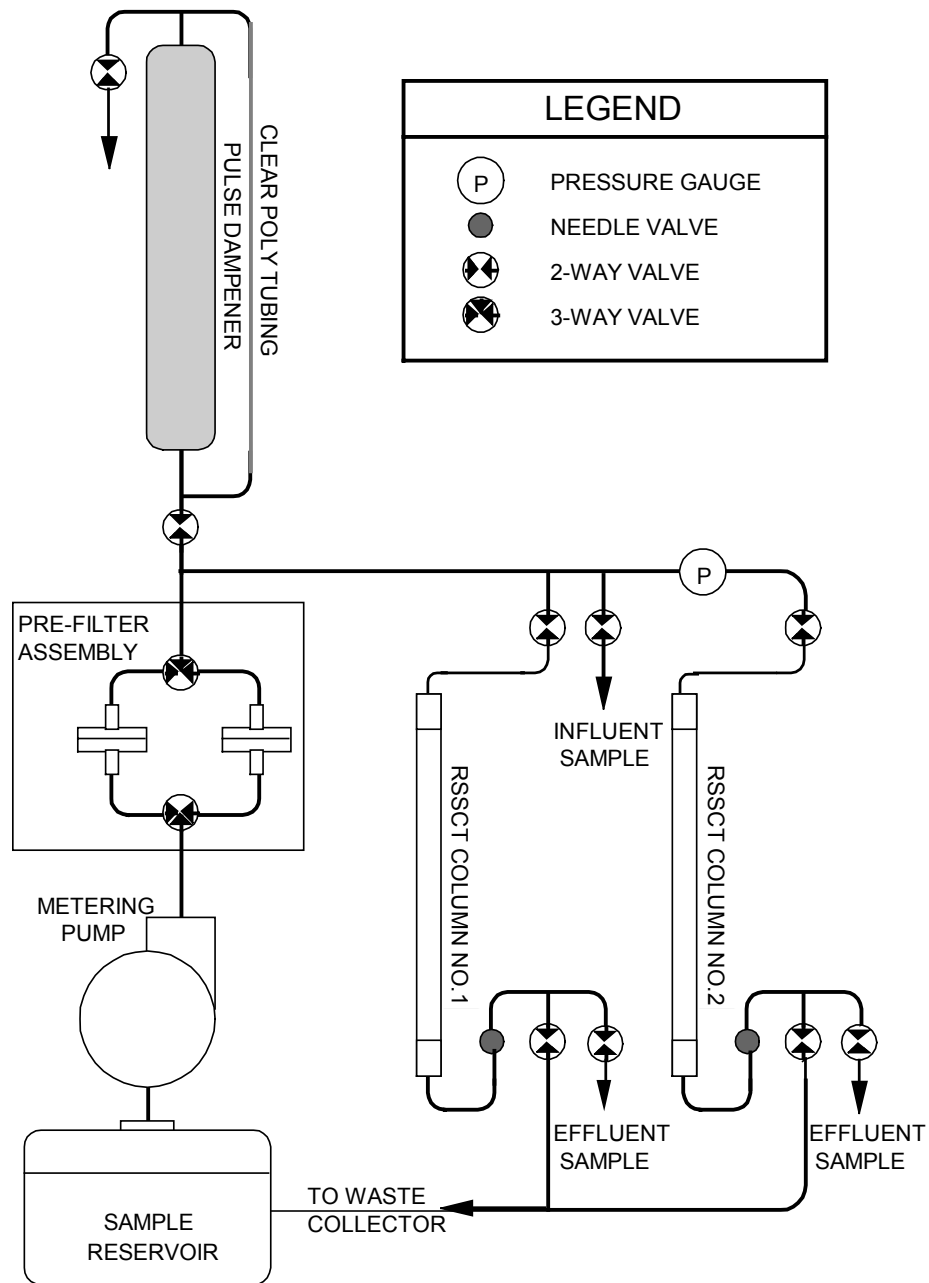 CLEAR POLY TUBING
PULSE DAMPENER
LEGEND
P
PRESSURE GAUGE
NEEDLE VALVE
2-WAY VALVE
3-WAY VALVE
P
PRE-FILTER
ASSEMBLY
INFLUENT
SAMPLE
RSSCT COLUMN NO.1
RSSCT COLUMN NO.2
METERING
PUMP
EFFLUENT
SAMPLE
EFFLUENT
SAMPLE
TO WASTE
COLLECTOR
SAMPLE
RESERVOIR